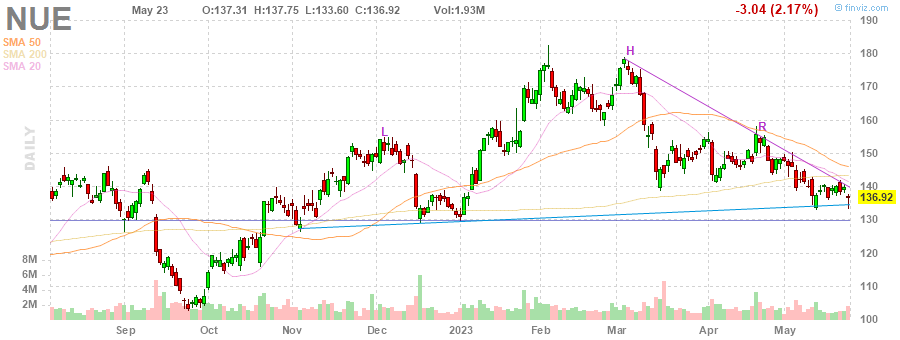 NUE May 23 O:137.31 H:137.75 L:133.60 C:136.92 Vol:1.93M -3.04 (2.17%) © finviz.com
SMA 50
SMA 200
SMA 20
DAILY
L
H
R
190
180
170
160
150
140
136.92
130
120
110
100
8M
6M
4M
2M
Sep Oct Nov Dec 2023 Feb Mar Apr May